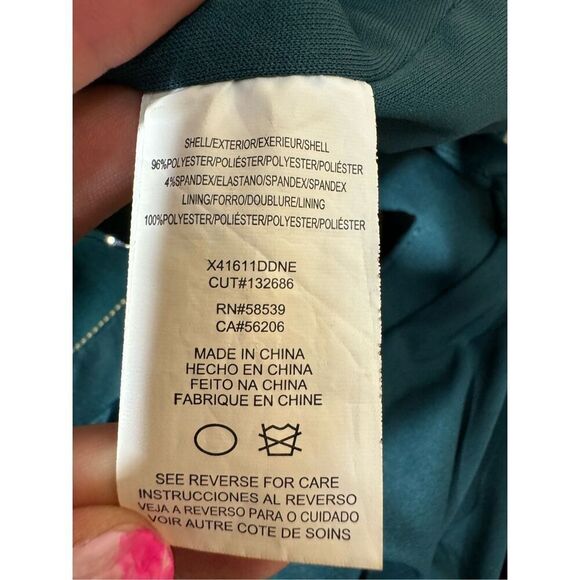 SHELL/EXTERIOR/EXERIEUR/SHELL
96%POLYESTER/POLIÉSTER/POLYESTER/POLIÉSTER
4%SPANDEX/ELASTANO/SPANDEX/SPANDEX
LINING/FORRO/DOUBLURE/LINING
100%POLYESTER/POLIÉSTER/POLYESTER/POLIÉSTER
X41611DDNE
CUT#132686
RN#58539
CA#56206
MADE IN CHINA
HECHO EN CHINA
FEITO NA CHINA
FABRIQUE EN CHINE
SEE REVERSE FOR CARE
INSTRUCCIONES AL REVERSO
VEJA A REVERSO PARA O CUIDADO
VOIR AUTRE COTE DE SOINS